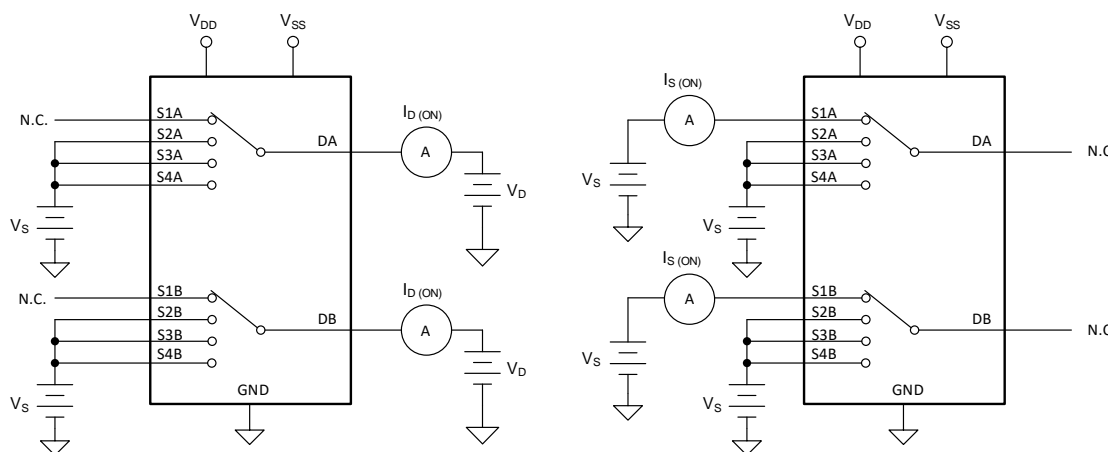 VDD VSS
N.C. S1A
S2A
S3A
S4A
DA
ID (ON)
A
VD
VS
N.C. S1B
S2B
S3B
S4B
DB
ID (ON)
A
VD
VS
GND
VDD VSS
IS (ON)
A
S1A
S2A
S3A
S4A
DA
N.C
VS
VS
IS (ON)
A
S1B
S2B
S3B
S4B
DB
N.C
VS
VS
GND